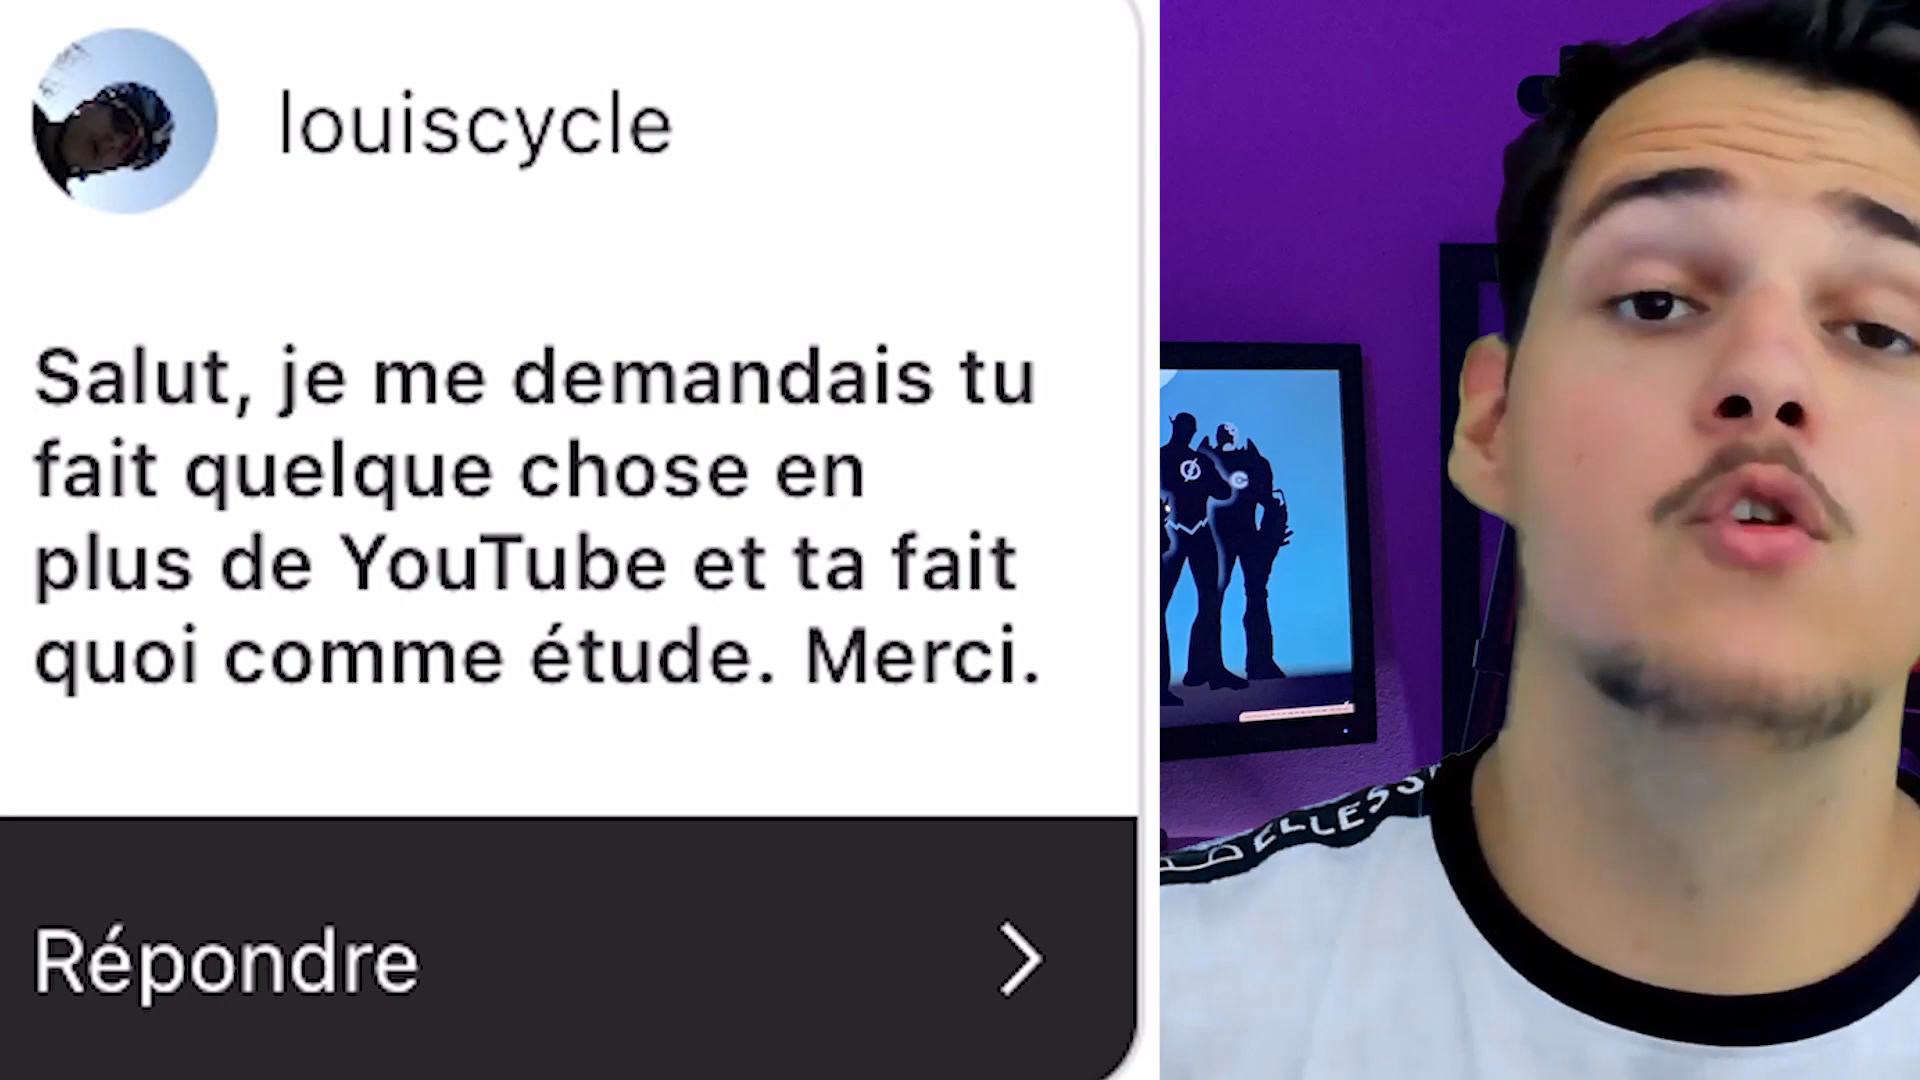 louiscycle
Salut, je me demandais tu
fait quelque chose en
plus de YouTube et ta fait
quoi comme étude. Merci.
Répondre